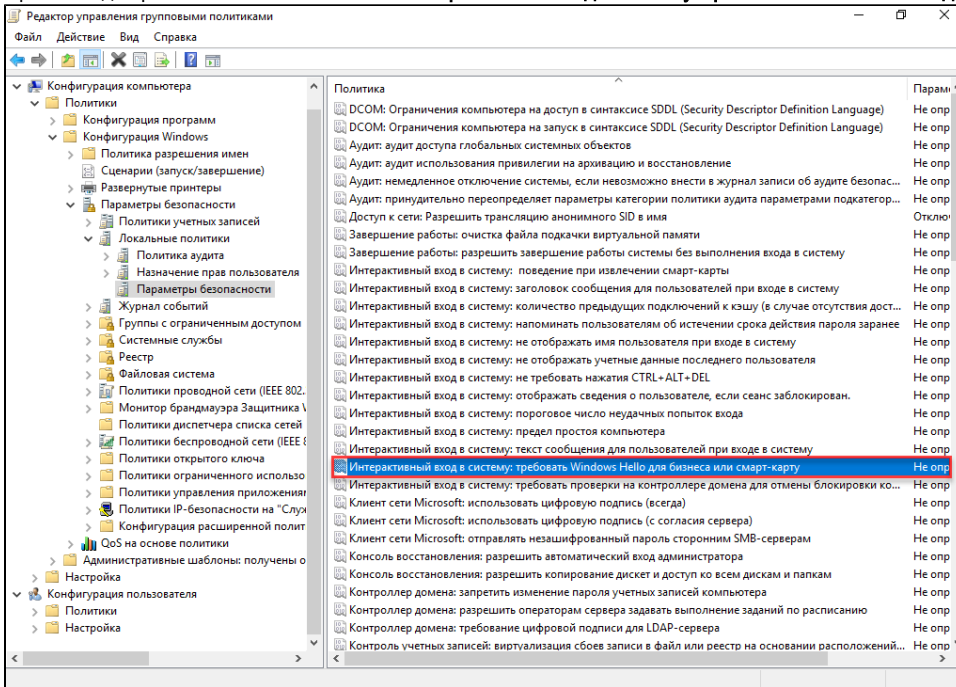 Редактор управления групповыми политиками
Файл Действие Вид Справка
Конфигурация компьютера
Политики
Конфигурация программ
Конфигурация Windows
Политика разрешения имен
Сценарии (запуск/завершение)
Развернутые принтеры
Параметры безопасности
Политики учетных записей
Локальные политики
Политика аудита
Назначение прав пользователя
Параметры безопасности
Журнал событий
Группы с ограниченным доступом
Системные службы
Реестр
Файловая система
Политики проводной сети (IEEE 802.
Монитор брандмауэра Защитника
Политики диспетчера списка сетей
Политики беспроводной сети (IEEE
Политики открытого ключа
Политики ограниченного использо
Политики управления приложения
Политики IP-безопасности на "Служ
Конфигурация расширенной полит
QoS на основе политики
Административные шаблоны: получены о
Настройка
Конфигурация пользователя
Политики
Настройка
Политика Парам
DCOM: Ограничения компьютера на доступ в синтаксисе SDDL (Security Descriptor Definition Language) Не опр
DCOM: Ограничения компьютера на запуск в синтаксисе SDDL (Security Descriptor Definition Language) Не опр
Аудит: аудит доступа глобальных системных объектов Не опр
Аудит: аудит использования привилегии на архивацию и восстановление Не опр
Аудит: немедленное отключение системы, если невозможно внести в журнал записи об аудите безопас... Не опр
Аудит: принудительно переопределяет параметры категории политики аудита параметрами подкатегор... Не опр
Доступ к сети: Разрешить трансляцию анонимного SID в имя Отклю
Завершение работы: очистка файла подкачки виртуальной памяти Не опр
Завершение работы: разрешить завершение работы системы без выполнения входа в систему Не опр
Интерактивный вход в систему: поведение при извлечении смарт-карты Не опр
Интерактивный вход в систему: заголовок сообщения для пользователей при входе в систему Не опр
Интерактивный вход в систему: количество предыдущих подключений к кэшу (в случае отсутствия дост... Не опр
Интерактивный вход в систему: напоминать пользователям об истечении срока действия пароля заранее Не опр
Интерактивный вход в систему: не отображать имя пользователя при входе в систему Не опр
Интерактивный вход в систему: не отображать учетные данные последнего пользователя Не опр
Интерактивный вход в систему: не требовать нажатия CTRL+ALT+DEL Не опр
Интерактивный вход в систему: отображать сведения о пользователе, если сеанс заблокирован. Не опр
Интерактивный вход в систему: пороговое число неудачных попыток входа Не опр
Интерактивный вход в систему: предел простоя компьютера Не опр
Интерактивный вход в систему: текст сообщения для пользователей при входе в систему Не опр
Интерактивный вход в систему: требовать Windows Hello для бизнеса или смарт-карту Не опр
Интерактивный вход в систему: требовать проверки на контроллере домена для отмены блокировки ко... Не опр
Клиент сети Microsoft: использовать цифровую подпись (всегда) Не опр
Клиент сети Microsoft: использовать цифровую подпись (с согласия сервера) Не опр
Клиент сети Microsoft: отправлять незашифрованный пароль сторонним SMB-серверам Не опр
Консоль восстановления: разрешить автоматический вход администратора Не опр
Консоль восстановления: разрешить копирование дискет и доступ ко всем дискам и папкам Не опр
Контроллер домена: запретить изменение пароля учетных записей компьютера Не опр
Контроллер домена: разрешить операторам сервера задавать выполнение заданий по расписанию Не опр
Контроллер домена: требование цифровой подписи для LDAP-сервера Не опр
Контроль учетных записей: виртуализация сбоев записи в файл или реестр на основании расположений... Не опр